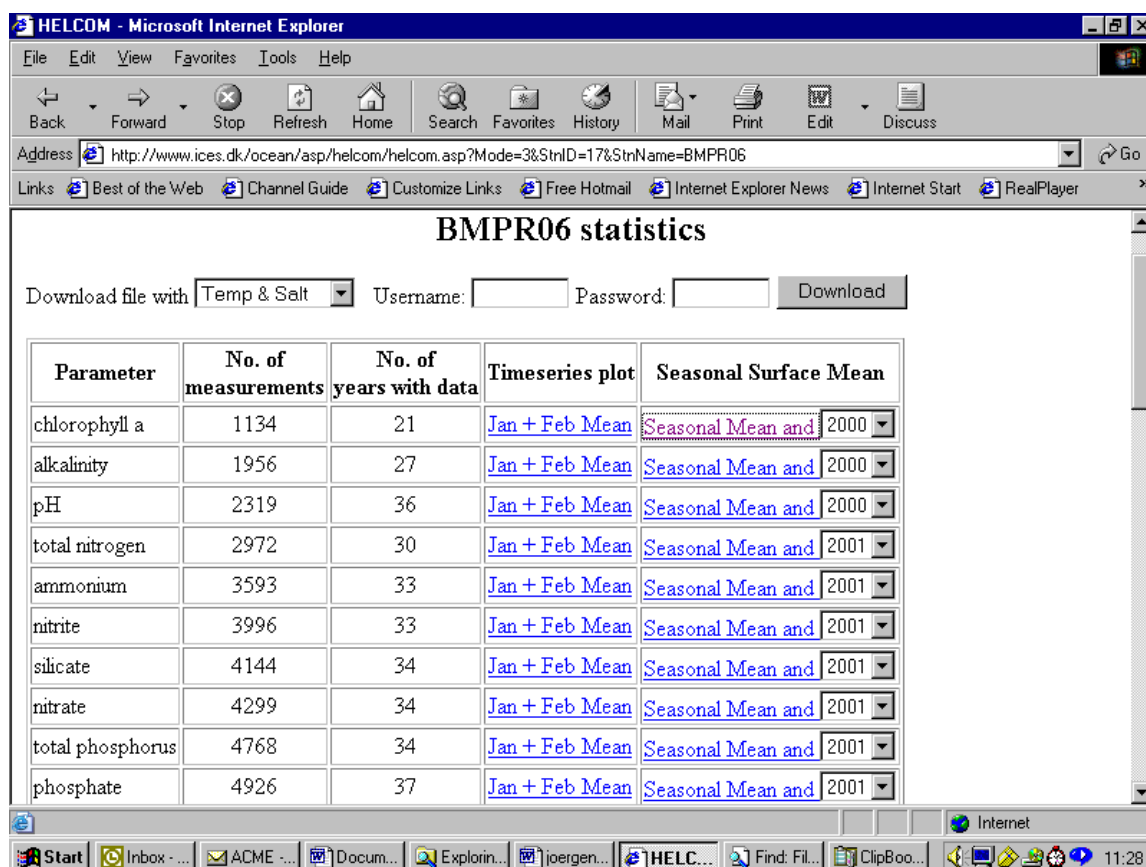 HELCOM - Microsoft Internet Explorer
File Edit View Favorites Tools Help
Back Forward Stop Refresh Home Search Favorites History Mail Print Edit Discuss
Address http://www.ices.dk/ocean/asp/helcom/helcom.asp?Mode=3&StnID=17&StnName=BMPR06 Go
Links Best of the Web Channel Guide Customize Links Free Hotmail Internet Explorer News Internet Start RealPlayer »
BMPR06 statistics
Download file with Temp & Salt Username: Password: Download
Parameter No. of measurements No. of years with data Timeseries plot Seasonal Surface Mean
chlorophyll a 1134 21 Jan + Feb Mean Seasonal Mean and 2000
alkalinity 1956 27 Jan + Feb Mean Seasonal Mean and 2000
pH 2319 36 Jan + Feb Mean Seasonal Mean and 2000
total nitrogen 2972 30 Jan + Feb Mean Seasonal Mean and 2001
ammonium 3593 33 Jan + Feb Mean Seasonal Mean and 2001
nitrite 3996 33 Jan + Feb Mean Seasonal Mean and 2001
silicate 4144 34 Jan + Feb Mean Seasonal Mean and 2001
nitrate 4299 34 Jan + Feb Mean Seasonal Mean and 2001
total phosphorus 4768 34 Jan + Feb Mean Seasonal Mean and 2001
phosphate 4926 37 Jan + Feb Mean Seasonal Mean and 2001
Internet
Start Inbox - ... ACME -... Docum... Explorin... joergen... HELC... Find: Fil... ClipBoo...